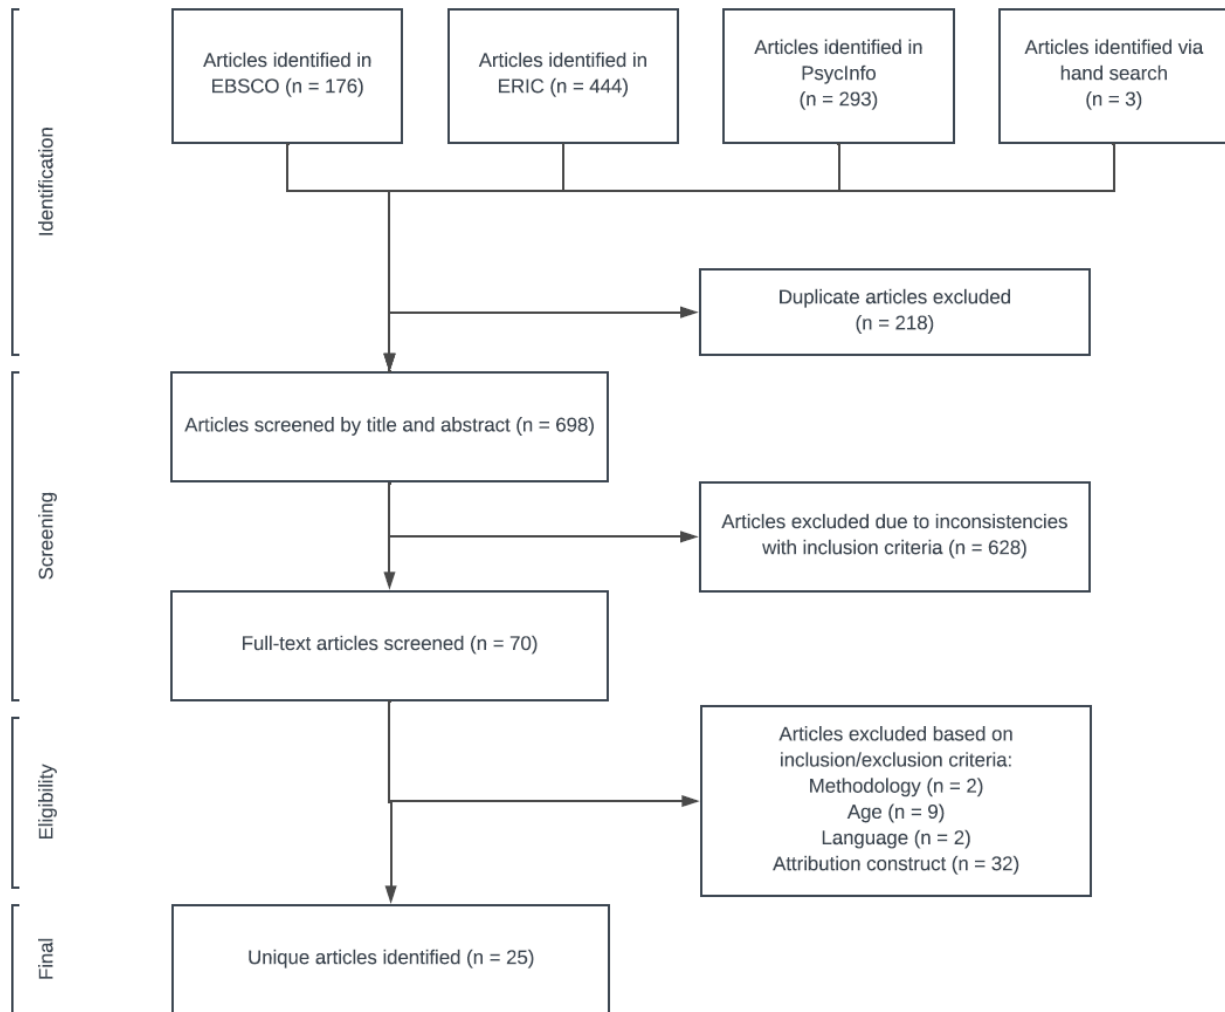 Identification
Articles identified in
EBSCO (n = 176)
Articles identified in
ERIC (n = 444)
Articles identified in
PsycInfo
(n = 293)
Articles identified via
hand search
(n = 3)
Duplicate articles excluded
(n = 218)
Screening
Articles screened by title and abstract (n = 698)
Articles excluded due to inconsistencies
with inclusion criteria (n = 628)
Full-text articles screened (n = 70)
Eligibility
Articles excluded based on
inclusion/exclusion criteria:
Methodology (n = 2)
Age (n = 9)
Language (n = 2)
Attribution construct (n = 32)
Final
Unique articles identified (n = 25)